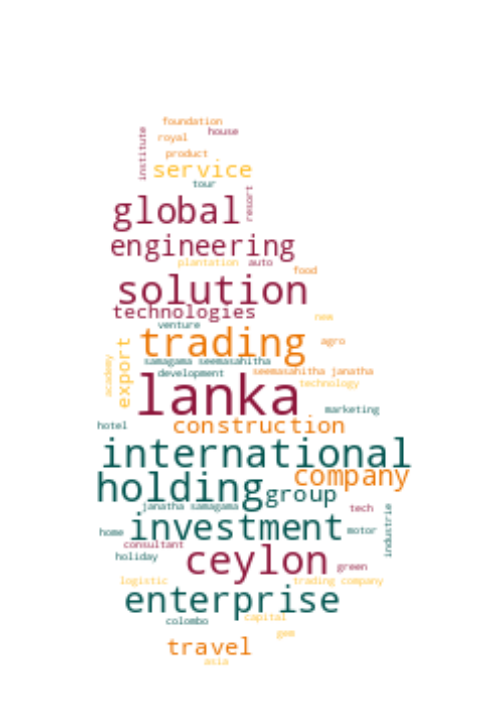 foundation
house
royal
institute
product
service
tour
resort
global
engineering
plantation auto
food
solution
technologies
new
venture
trading
agro
samagama seemasahitha
export
academy
development
seemasahitha janatha
technology
lanka
marketing
construction
hotel
international
company
holding
group
janatha samagama
tech
investment
motor
industrie
home
consultant
holiday
ceylon
green
logistic
trading company
enterprise
capital
colombo
gem
travel
asia